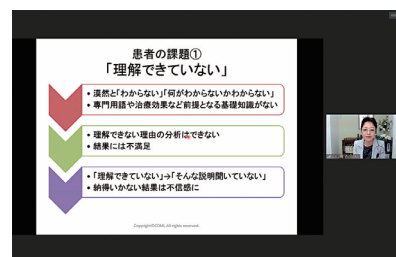 患者の課題①
「理解できていない」
• 漠然と「わからない」「何がわからないかわからない」
• 専門用語や治療効果など前提となる基礎知識がない
• 理解できない理由の分析はできない
• 結果には不満足
• 「理解できていない」→「そんな説明聞いていない」
• 納得いかない結果は不信感に
Copyright©COML All rights reserved.